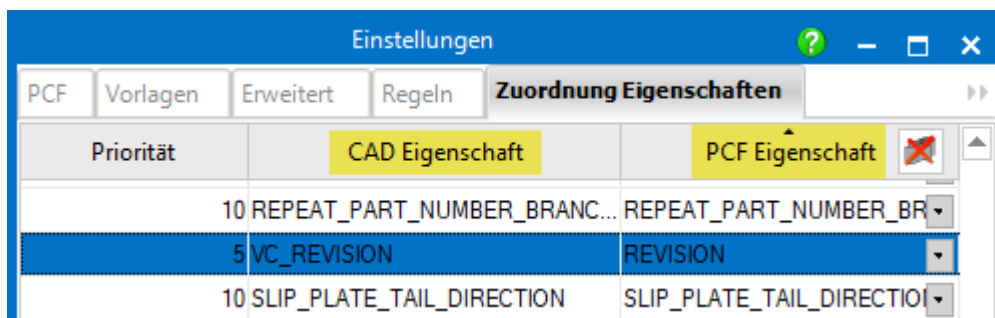 Einstellungen ?
PCF Vorlagen Erweitert Regeln Zuordnung Eigenschaften
Priorität CAD Eigenschaft PCF Eigenschaft
10 REPEAT_PART_NUMBER_BRANC... REPEAT_PART_NUMBER_BR
5 VC_REVISION REVISION
10 SLIP_PLATE_TAIL_DIRECTION SLIP_PLATE_TAIL_DIRECTIO